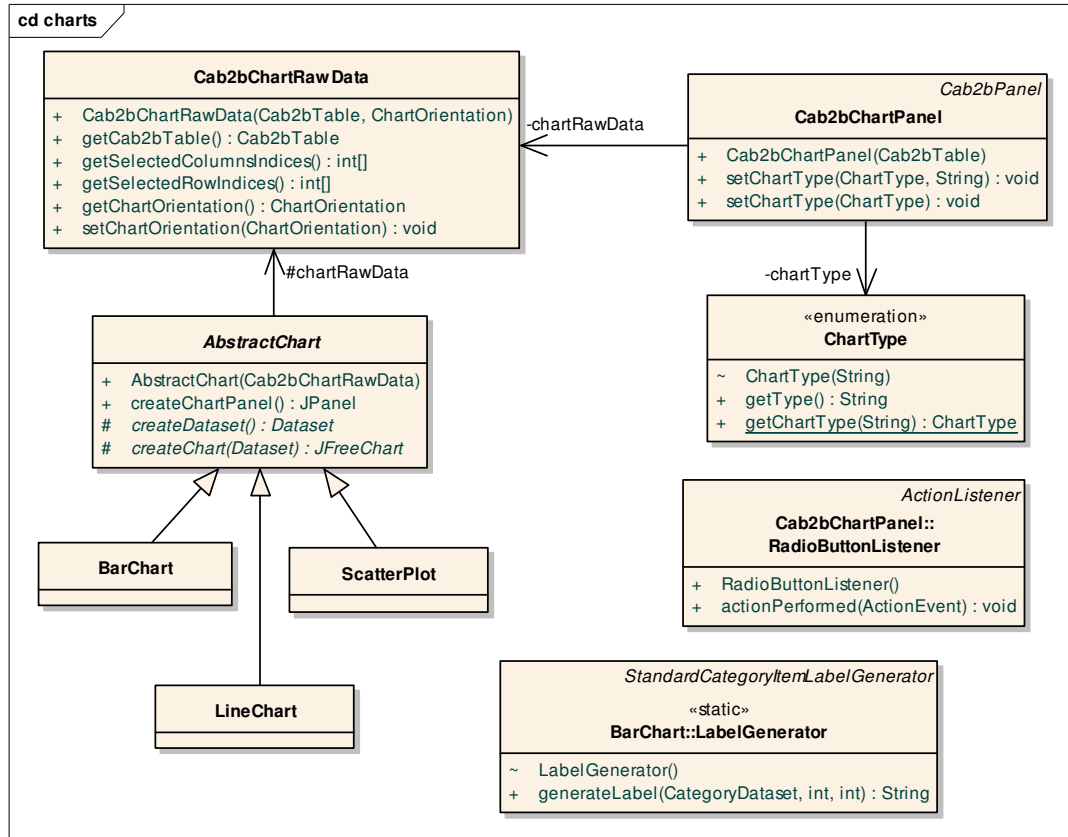 cd charts
Cab2bChartRawData
+ Cab2bChartRawData(Cab2bTable, ChartOrientation)
+ getCab2bTable() : Cab2bTable
+ getSelectedColumnsIndices() : int[]
+ getSelectedRowIndices() : int[]
+ getChartOrientation() : ChartOrientation
+ setChartOrientation(ChartOrientation) : void
-chartRawData
Cab2bPanel
Cab2bChartPanel
+ Cab2bChartPanel(Cab2bTable)
+ setChartType(ChartType, String) : void
+ setChartType(ChartType) : void
#chartRawData
-chartType
AbstractChart
+ AbstractChart(Cab2bChartRawData)
+ createChartPanel() : JPanel
# createDataset() : Dataset
# createChart(Dataset) : JFreeChart
«enumeration»
ChartType
~ ChartType(String)
+ getType() : String
+ getChartType(String) : ChartType
ActionListener
Cab2bChartPanel::
RadioButtonListener
+ RadioButtonListener()
+ actionPerformed(ActionEvent) : void
BarChart
ScatterPlot
LineChart
StandardCategoryItemLabelGenerator
«static»
BarChart::LabelGenerator
~ LabelGenerator()
+ generateLabel(CategoryDataset, int, int) : String